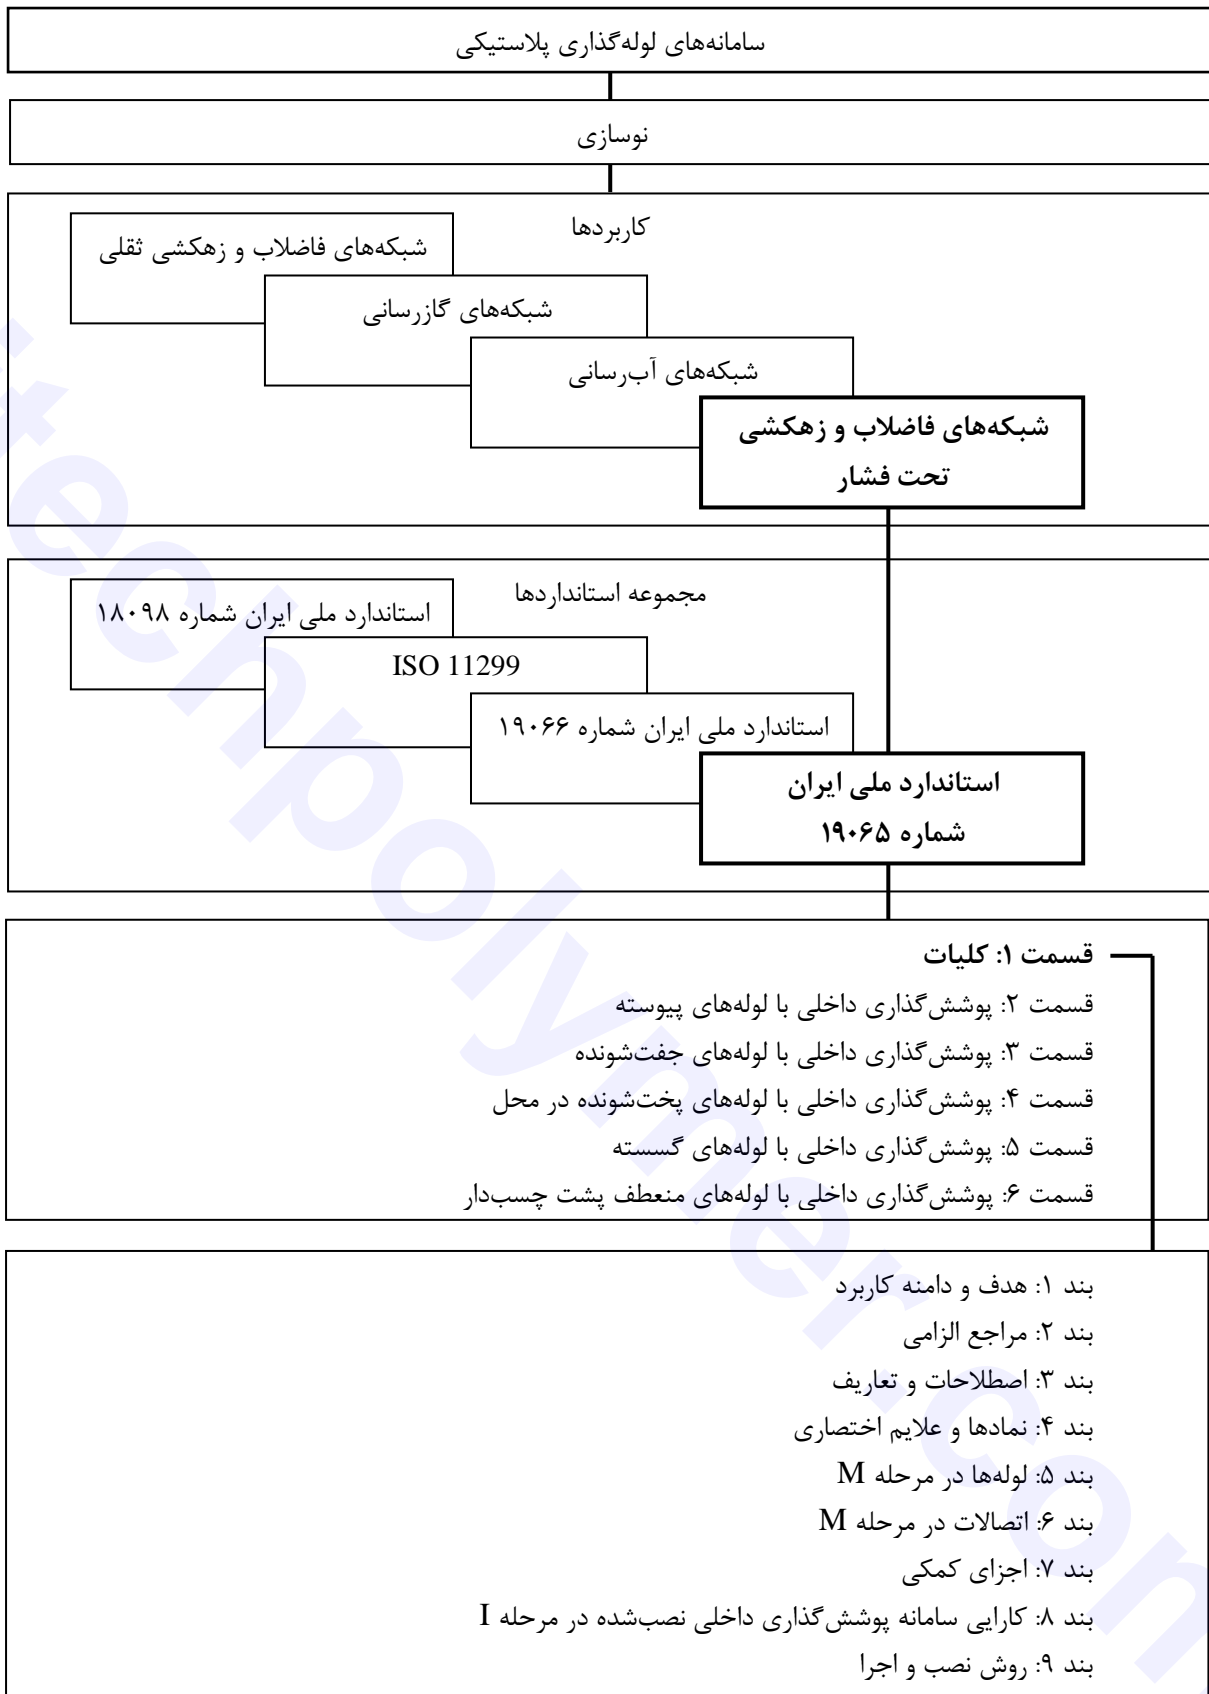 سامانه‌های لوله‌گذاری پلاستیکی
نوسازی
کاربردها
شبکه‌های فاضلاب و زهکشی ثقلی
شبکه‌های گازرسانی
شبکه‌های آب‌رسانی
شبکه‌های فاضلاب و زهکشی
تحت فشار
مجموعه استانداردها
استاندارد ملی ایران شماره ۱۸۰۹۸
ISO 11299
استاندارد ملی ایران شماره ۱۹۰۶۶
استاندارد ملی ایران
شماره ۱۹۰۶۵
قسمت ۱: کلیات
قسمت ۲: پوشش‌گذاری داخلی با لوله‌های پیوسته
قسمت ۳: پوشش‌گذاری داخلی با لوله‌های جفت‌شونده
قسمت ۴: پوشش‌گذاری داخلی با لوله‌های پخت‌شونده در محل
قسمت ۵: پوشش‌گذاری داخلی با لوله‌های گسسته
قسمت ۶: پوشش‌گذاری داخلی با لوله‌های منعطف پشت چسب‌دار
بند ۱: هدف و دامنه کاربرد
بند ۲: مراجع الزامی
بند ۳: اصطلاحات و تعاریف
بند ۴: نمادها و علایم اختصاری
بند ۵: لوله‌ها در مرحله M
بند ۶: اتصالات در مرحله M
بند ۷: اجزای کمکی
بند ۸: کارایی سامانه پوشش‌گذاری داخلی نصب‌شده در مرحله I
بند ۹: روش نصب و اجرا
itechpolymer.com